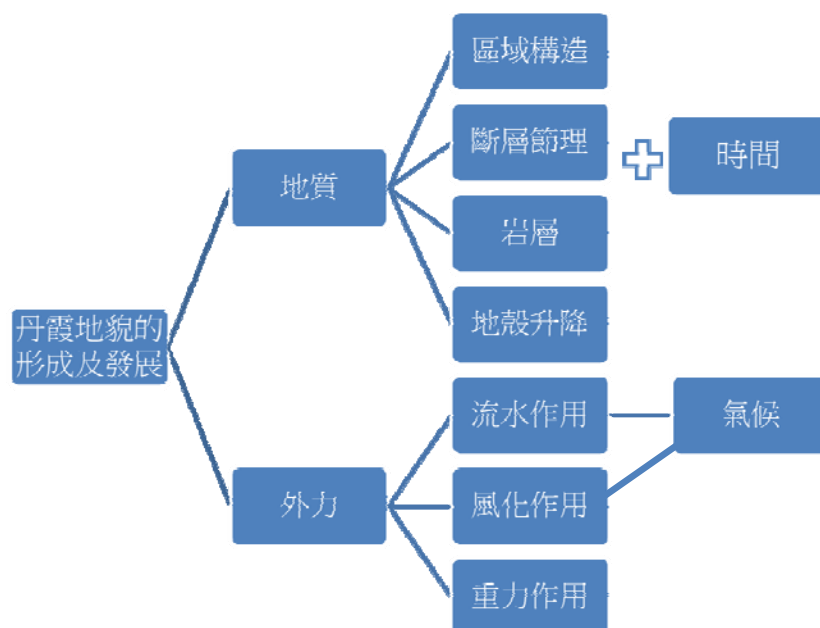 區域構造
斷層節理
時間
地質
岩層
地殼升降
丹霞地貌的
形成及發展
流水作用
氣候
外力
風化作用
重力作用